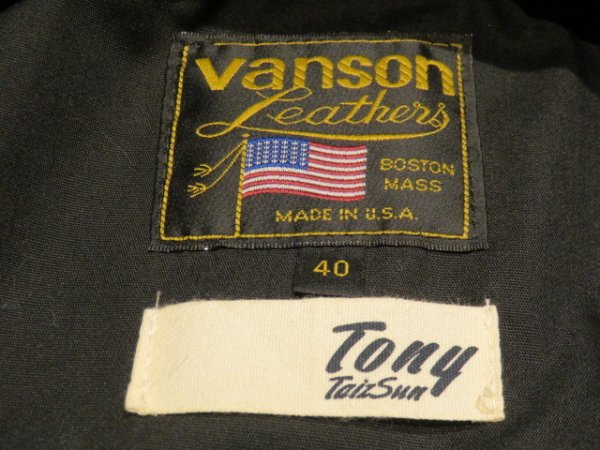 vanson
Leathers
BOSTON
MASS
MADE IN U.S.A.
40
Tony
TaizSun